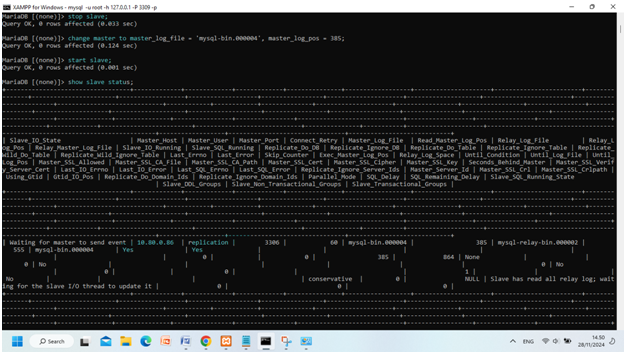 XAMPP for Windows - mysql -u root -h 127.0.0.1 -P 3309 -p
MariaDB [(none)]> stop slave;
Query OK, 0 rows affected (0.033 sec)
MariaDB [(none)]> change master to master_log_file = 'mysql-bin.000004', master_log_pos = 385;
Query OK, 0 rows affected (0.124 sec)
MariaDB [(none)]> start slave;
Query OK, 0 rows affected (0.001 sec)
MariaDB [(none)]> show slave status;
| Slave_IO_State | Master_Host | Master_User | Master_Port | Connect_Retry | Master_Log_File | Read_Master_Log_Pos | Relay_Log_File | Relay_L
og_Pos | Relay_Master_Log_File | Slave_IO_Running | Slave_SQL_Running | Replicate_Do_DB | Replicate_Ignore_DB | Replicate_Do_Table | Replicate_Ignore_Table | Replicate_
Wild_Do_Table | Replicate_Wild_Ignore_Table | Last_Errno | Last_Error | Skip_Counter | Exec_Master_Log_Pos | Relay_Log_Space | Until_Condition | Until_Log_File | Until_
Log_Pos | Master_SSL_Allowed | Master_SSL_CA_File | Master_SSL_CA_Path | Master_SSL_Cert | Master_SSL_Cipher | Master_SSL_Key | Seconds_Behind_Master | Master_SSL_Verif
y_Server_Cert | Last_IO_Errno | Last_IO_Error | Last_SQL_Errno | Last_SQL_Error | Replicate_Ignore_Server_Ids | Master_Server_Id | Master_SSL_Crl | Master_SSL_Crlpath |
Using_Gtid | Gtid_IO_Pos | Replicate_Do_Domain_Ids | Replicate_Ignore_Domain_Ids | Parallel_Mode | SQL_Delay | SQL_Remaining_Delay | Slave_SQL_Running_State
| Slave_DDL_Groups | Slave_Non_Transactional_Groups | Slave_Transactional_Groups |
| Waiting for master to send event | 10.80.0.86 | replication | 3306 | 60 | mysql-bin.000004 | 385 | mysql-relay-bin.000002 |
555 | mysql-bin.000004 | Yes | Yes | | | | |
| | 0 | | 0 | 385 | 864 | None | |
0 | No | | | | | | 0 | No
| 0 | | 0 | | | 1 | | |
No | | | | conservative | 0 | NULL | Slave has read all relay log; wait
ing for the slave I/O thread to update it | 0 | 0 | 0 |
Search
ENG
14.50
28/11/2024